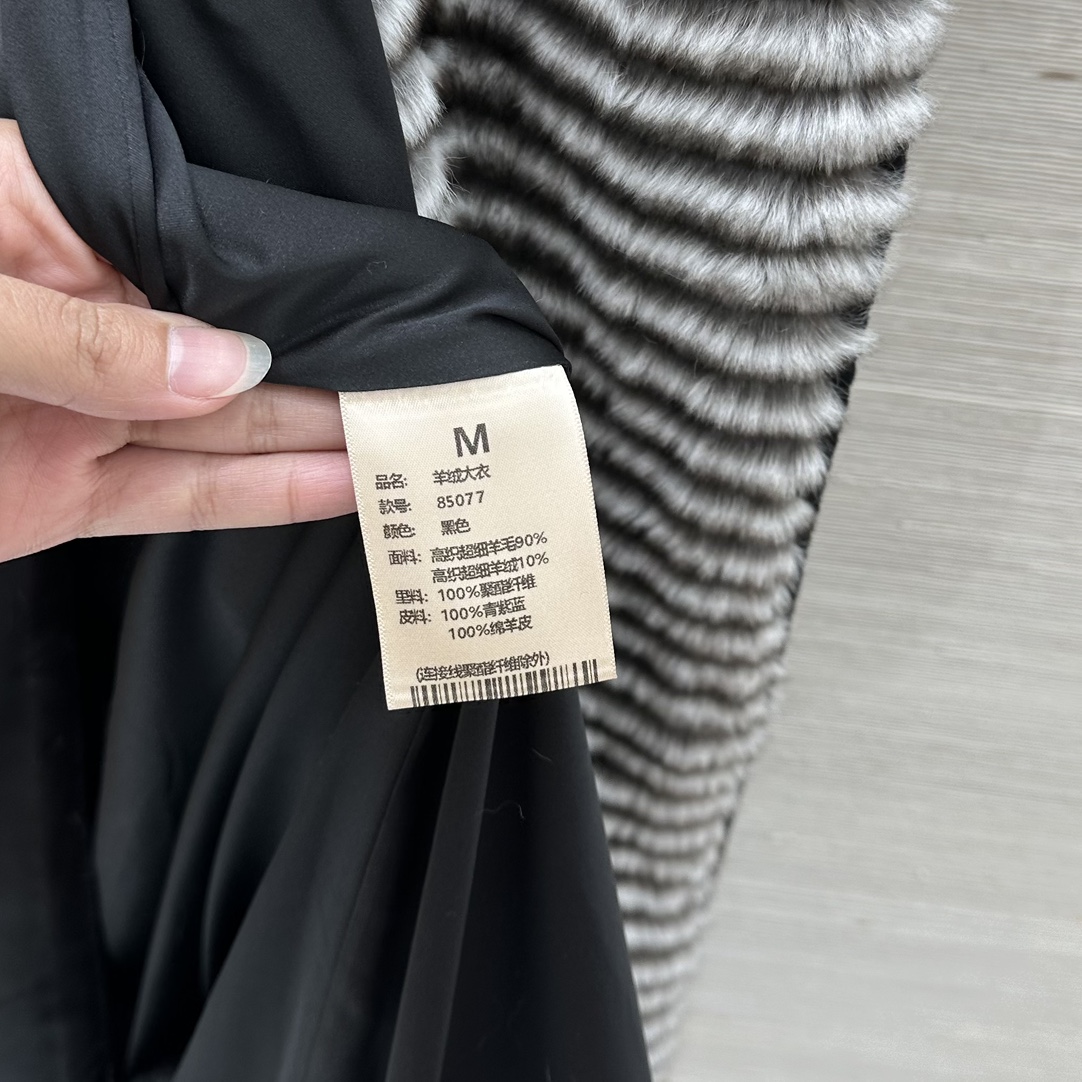 M
品名: 羊绒大衣
款号: 85077
颜色: 黑色
面料: 高织超细羊毛90%
高织超细羊绒10%
里料: 100%聚酯纤维
皮料: 100%青紫蓝
100%绵羊皮
(连接线聚酯纤维除外)